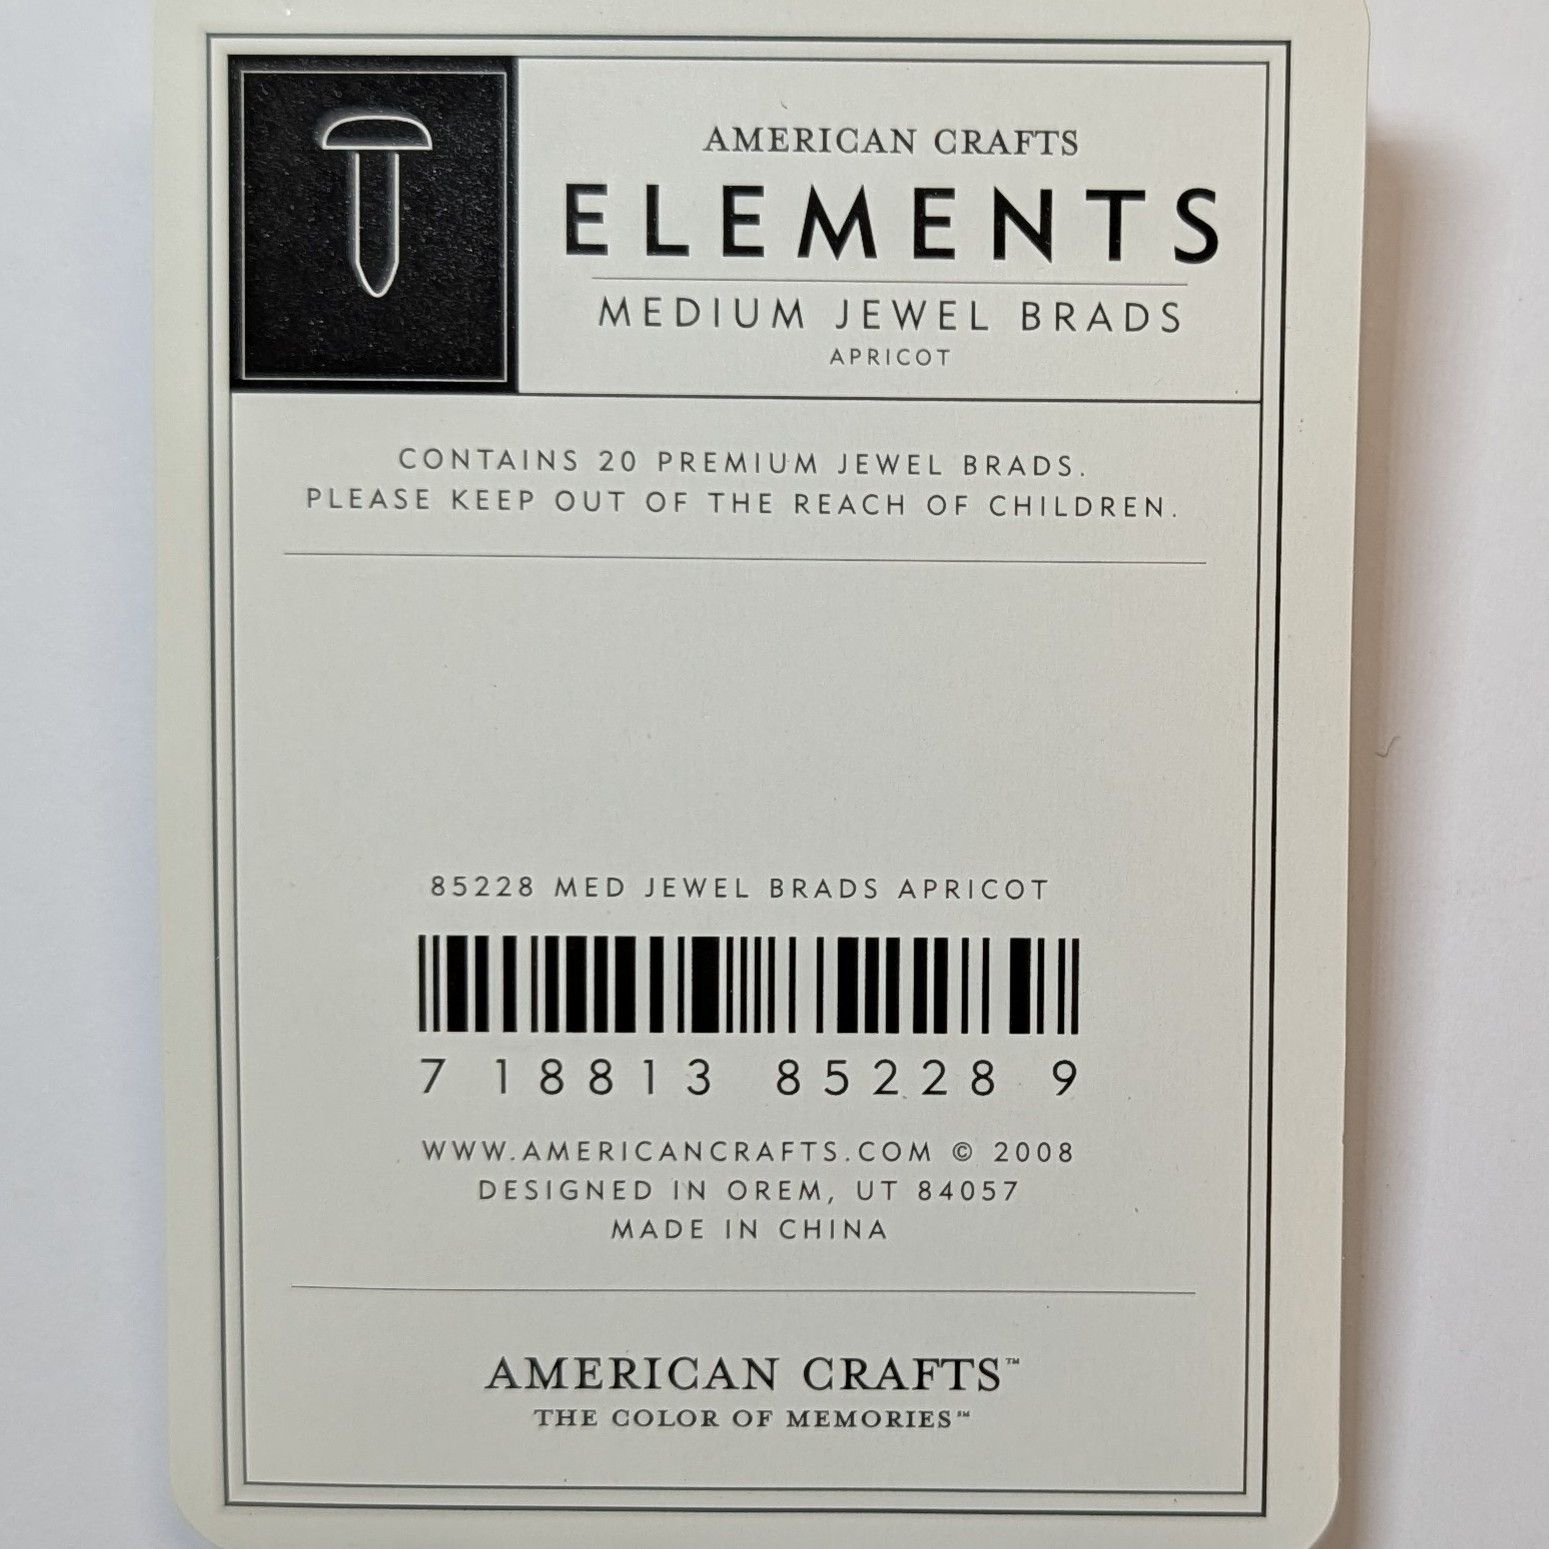 AMERICAN CRAFTS
ELEMENTS
MEDIUM JEWEL BRADS
APRICOT
CONTAINS 20 PREMIUM JEWEL BRADS.
PLEASE KEEP OUT OF THE REACH OF CHILDREN.
85228 MED JEWEL BRADS APRICOT
7 18813 85228 9
WWW.AMERICANCRAFTS.COM © 2008
DESIGNED IN OREM, UT 84057
MADE IN CHINA
AMERICAN CRAFTS™
THE COLOR OF MEMORIES℠